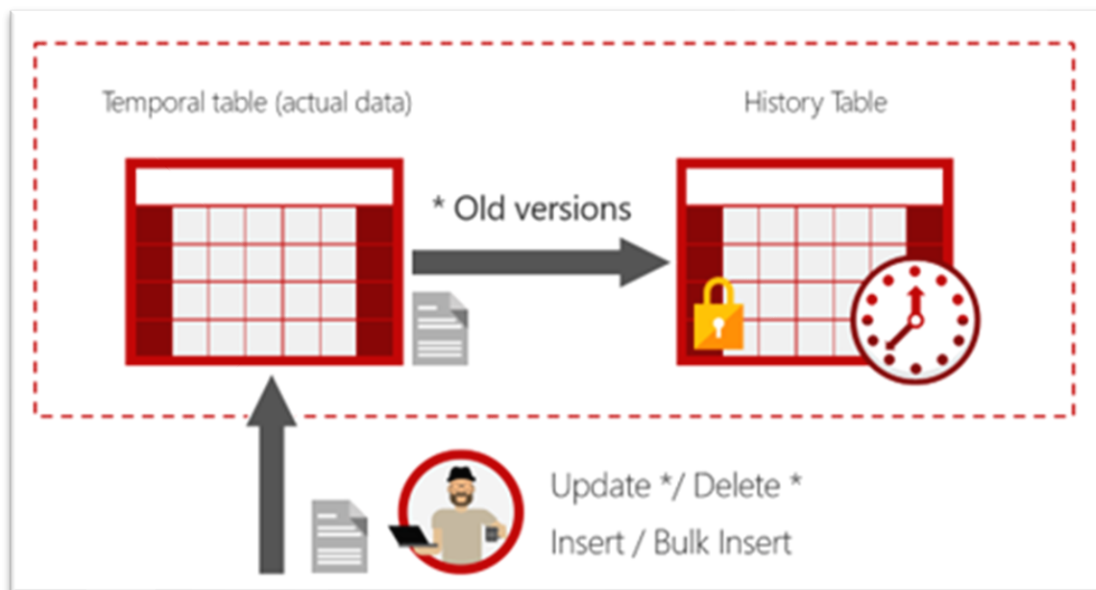 Temporal table (actual data)
History Table
* Old versions
Update */ Delete *
Insert / Bulk Insert